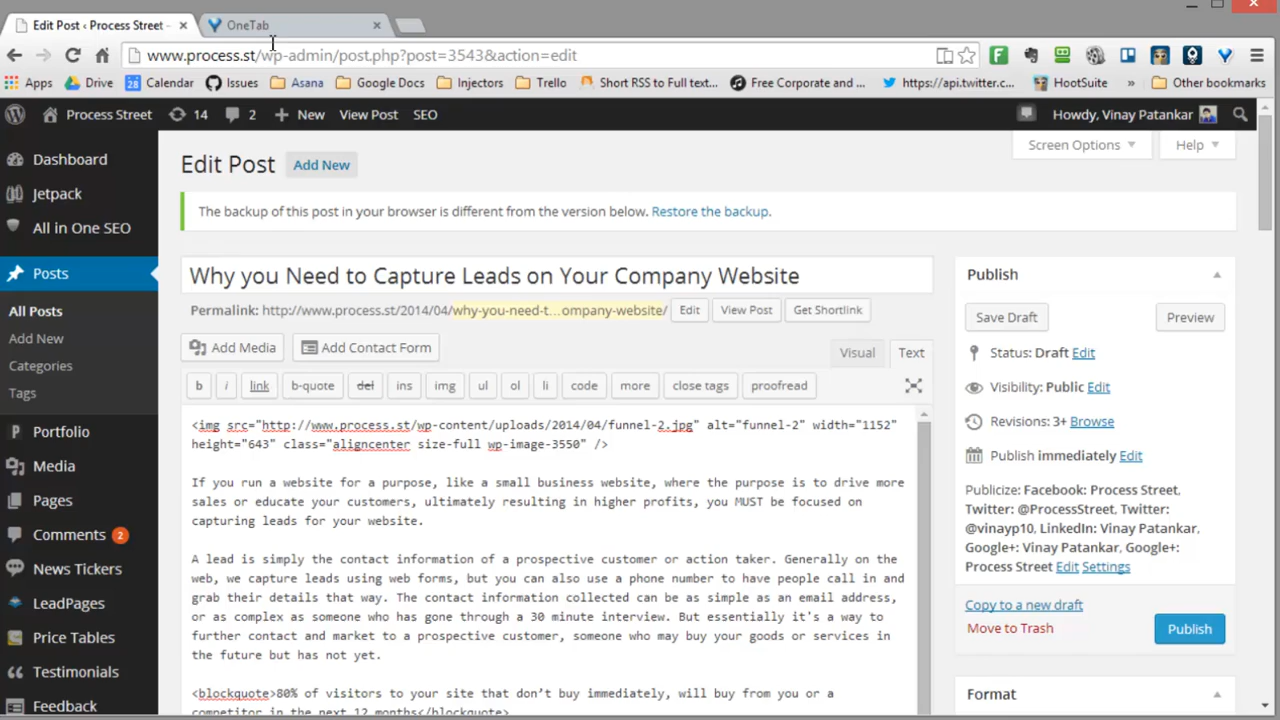 Edit Post ‹ Process Street -
OneTab
www.process.st/wp-admin/post.php?post=3543&action=edit
Apps
Drive
28
Calendar
Issues
Asana
Google Docs
Injectors
Trello
Short RSS to Full text...
Free Corporate and ...
https://api.twitter.c...
HootSuite
»
Other bookmarks
Process Street
14
2
New
View Post
SEO
Howdy, Vinay Patankar
Dashboard
Jetpack
All in One SEO
Posts
All Posts
Add New
Categories
Tags
Portfolio
Media
Pages
Comments 2
News Tickers
LeadPages
Price Tables
Testimonials
Feedback
Edit Post
Add New
Screen Options
Help
The backup of this post in your browser is different from the version below. Restore the backup.
Why you Need to Capture Leads on Your Company Website
Permalink: http://www.process.st/2014/04/why-you-need-t…ompany-website/
Edit
View Post
Get Shortlink
Add Media
Add Contact Form
Visual
Text
b
i
link
b-quote
del
ins
img
ul
ol
li
code
more
close tags
proofread
<img src="http://www.process.st/wp-content/uploads/2014/04/funnel-2.jpg" alt="funnel-2" width="1152"
height="643" class="aligncenter size-full wp-image-3550" />
If you run a website for a purpose, like a small business website, where the purpose is to drive more
sales or educate your customers, ultimately resulting in higher profits, you MUST be focused on
capturing leads for your website.
A lead is simply the contact information of a prospective customer or action taker. Generally on the
web, we capture leads using web forms, but you can also use a phone number to have people call in and
grab their details that way. The contact information collected can be as simple as an email address,
or as complex as someone who has gone through a 30 minute interview. But essentially it's a way to
further contact and market to a prospective customer, someone who may buy your goods or services in
the future but has not yet.
<blockquote>80% of visitors to your site that don’t buy immediately, will buy from you or a
competitor in the next 12 months</blockquote>
Publish
Save Draft
Preview
Status: Draft Edit
Visibility: Public Edit
Revisions: 3+ Browse
Publish immediately Edit
Publicize: Facebook: Process Street,
Twitter: @ProcessStreet, Twitter:
@vinayp10, LinkedIn: Vinay Patankar,
Google+: Vinay Patankar, Google+:
Process Street Edit Settings
Copy to a new draft
Move to Trash
Publish
Format